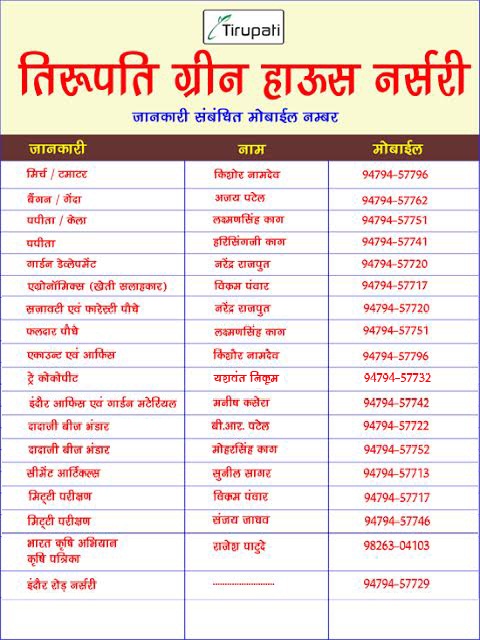 Tirupati
तिरूपति ग्रीन हाऊस नर्सरी
जानकारी संबंधित मोबाईल नम्बर
जानकारी नाम मोबाईल
मिर्च / टमाटर किशोर नामदेव 94794-57796
बैंगन / गेंदा अजय पटेल 94794-57762
पपीता / केला लक्ष्मणसिंह काग 94794-57751
पपीता हरिसिंगनी काग 94794-57741
गार्डन डेव्लेपमेंट नरेंद्र राजपुत 94794-57720
एग्रोनॉमिक्स (खेती सलाहकार) विक्रम पंवार 94794-57717
सजावरी एवं फारेस्टी पौधे नरेंद्र राजपुत 94794-57720
फलदार पौधे लक्ष्मणसिंह काग 94794-57751
एकाउन्ट एवं आफिस किशोर नामदेव 94794-57796
ट्रे कोकोपीट यशवंत निकूम 94794-57732
इंदौर आफिस एवं गार्डन मटेरियल मनीष कसेरा 94794-57742
दादाजी बीज भंडार बी.आर. पटेल 94794-57722
दादाजी बीज भंडार मोहरसिंह काग 94794-57752
सीमेंट आर्टिकल्स सुनील सागर 94794-57713
मिट्टी परीक्षण विक्रम पंवार 94794-57717
मिट्टी परीक्षण संजय जाधव 94794-57746
भारत कृषि अभियान राजेश पाटुदे 98263-04103
कृषि पत्रिका
इंदौर रोड़ नर्सरी ........................... 94794-57729